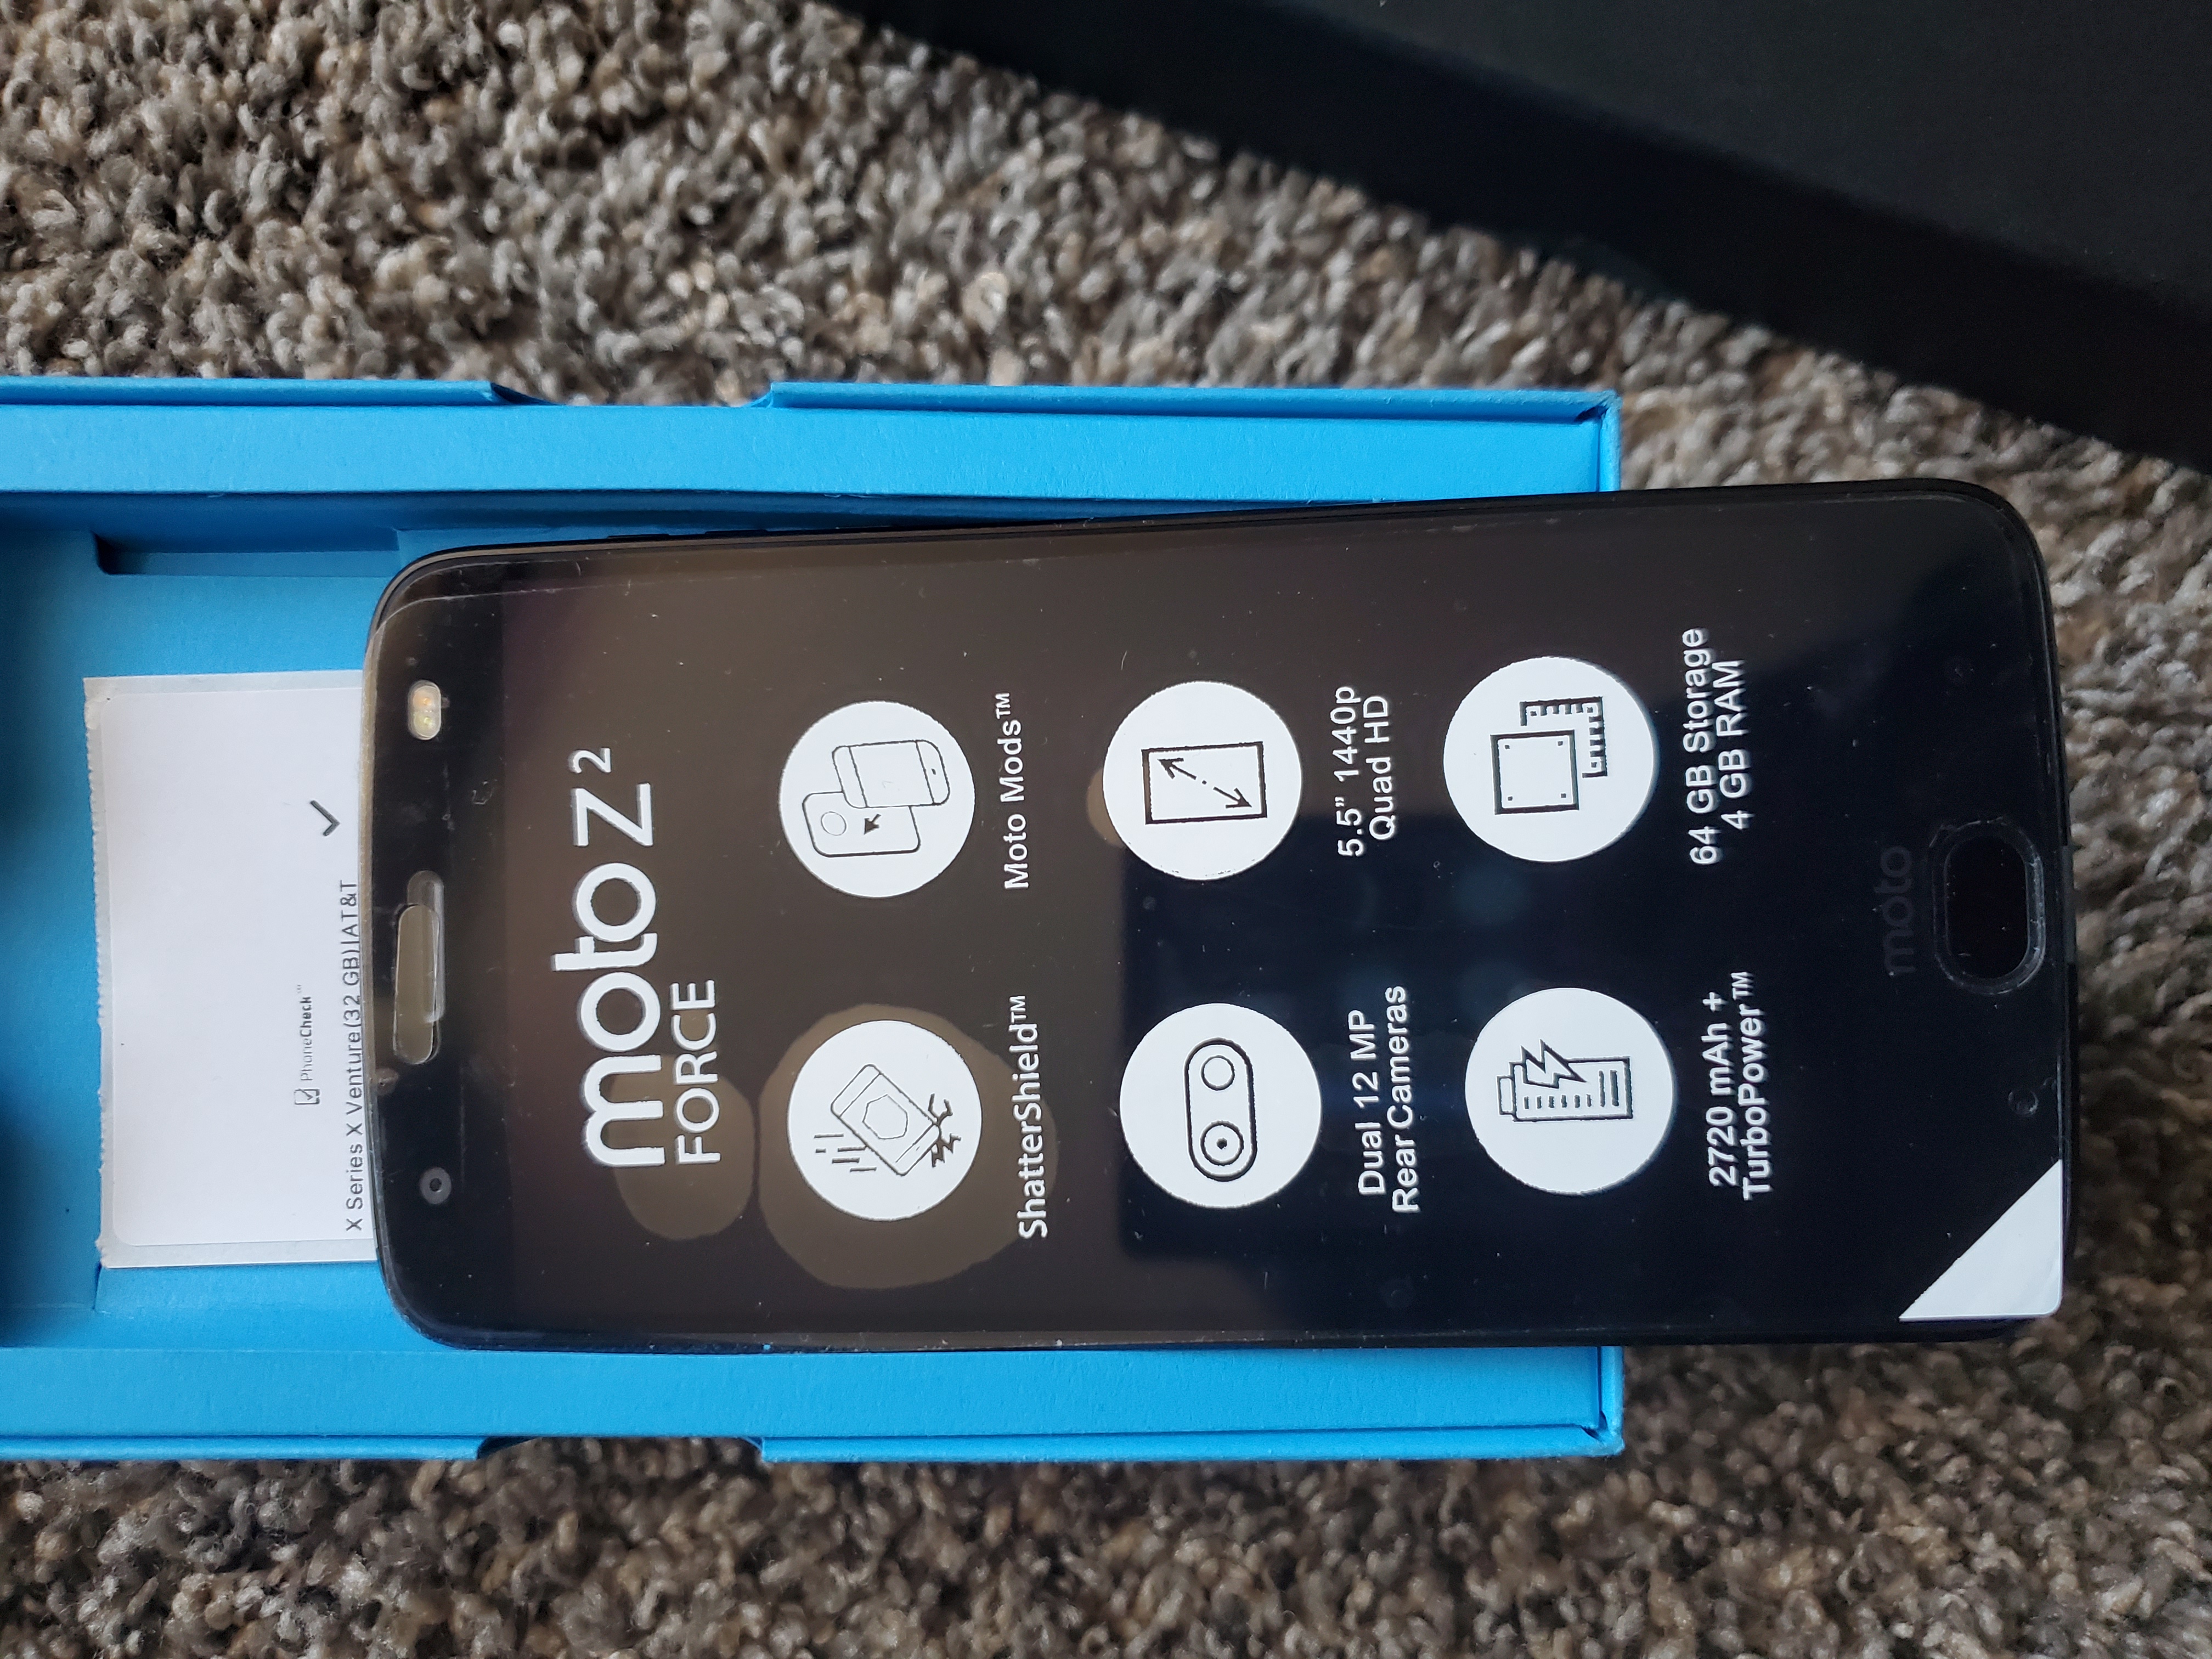 PhoneCheck™
X Series X Venture(32 GB)|AT&T
moto z²
FORCE
ShatterShield™
Moto Mods™
Dual 12 MP
Rear Cameras
5.5” 1440p
Quad HD
2720 mAh +
TurboPower™
64 GB Storage
4 GB RAM
moto